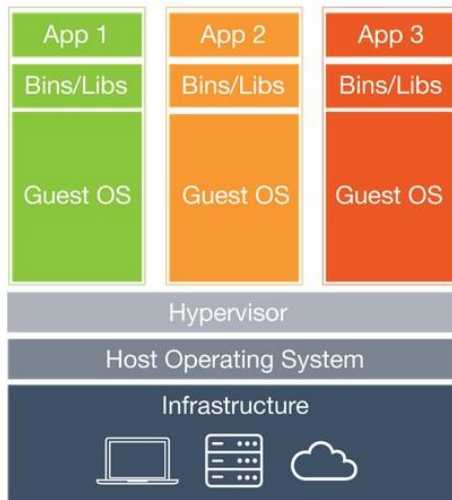 App 1
Bins/Libs
Guest OS
App 2
Bins/Libs
Guest OS
App 3
Bins/Libs
Guest OS
Hypervisor
Host Operating System
Infrastructure